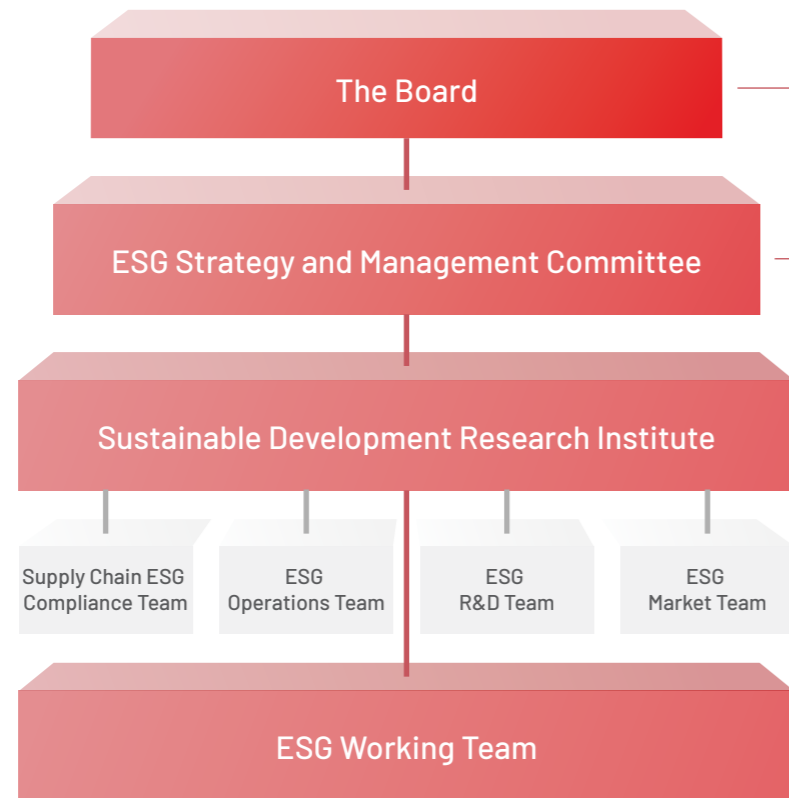 The Board
ESG Strategy and Management Committee
Sustainable Development Research Institute
Supply Chain ESG
Compliance Team
ESG
Operations Team
ESG
R&D Team
ESG
Market Team
ESG Working Team